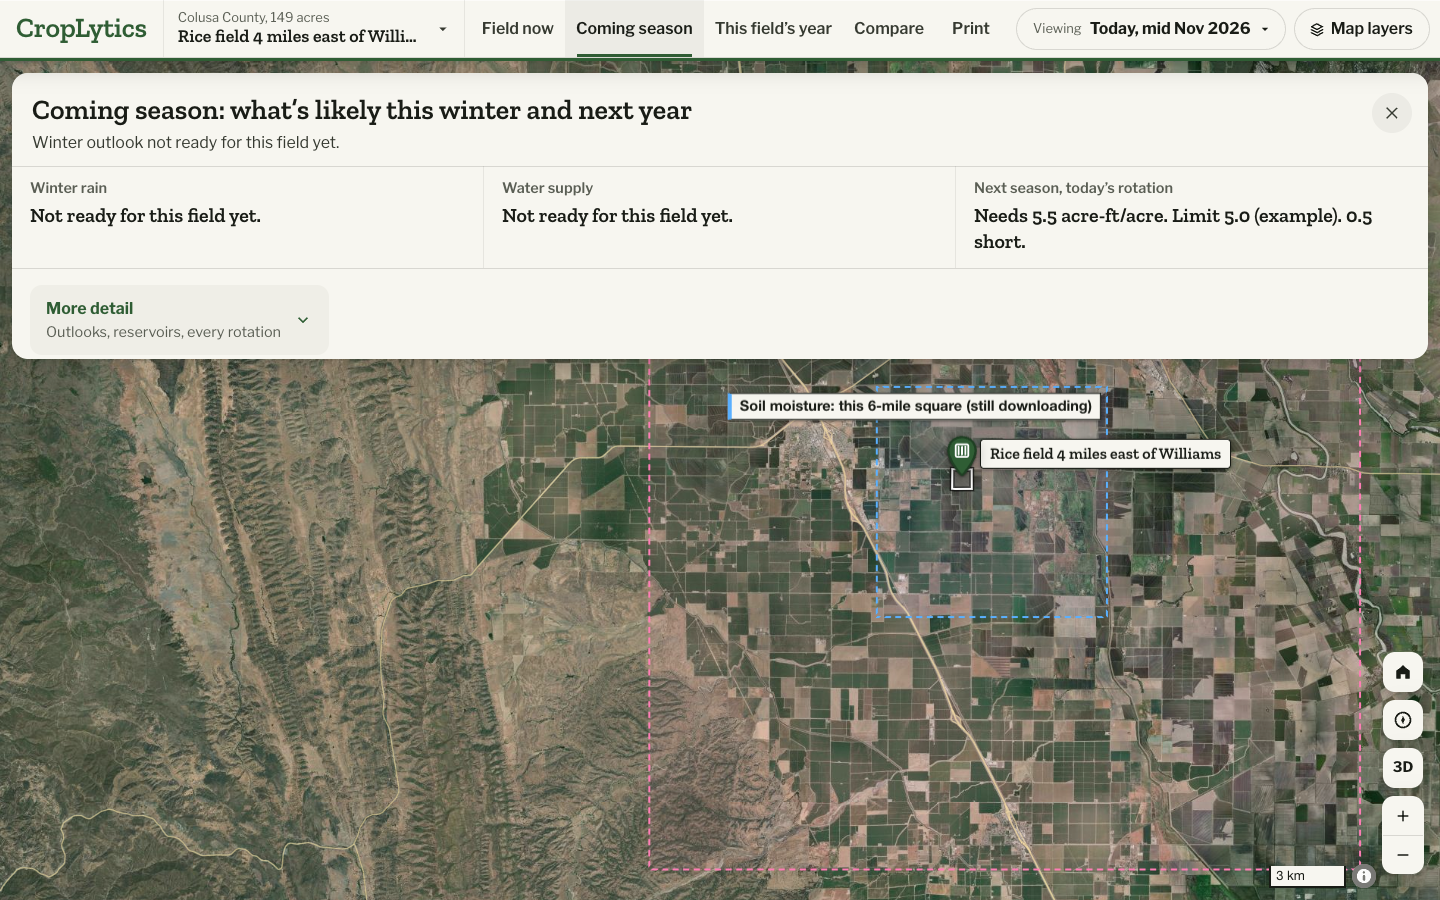 CropLytics
Colusa County, 149 acres
Rice field 4 miles east of Willi...
Field now
Coming season
This field's year
Compare
Print
Viewing Today, mid Nov 2026
Map layers
Coming season: what's likely this winter and next year
Winter outlook not ready for this field yet.
Winter rain
Not ready for this field yet.
Water supply
Not ready for this field yet.
Next season, today's rotation
Needs 5.5 acre-ft/acre. Limit 5.0 (example). 0.5
short.
More detail
Outlooks, reservoirs, every rotation
Soil moisture: this 6-mile square (still downloading)
Rice field 4 miles east of Williams
3D
+
−
3 km